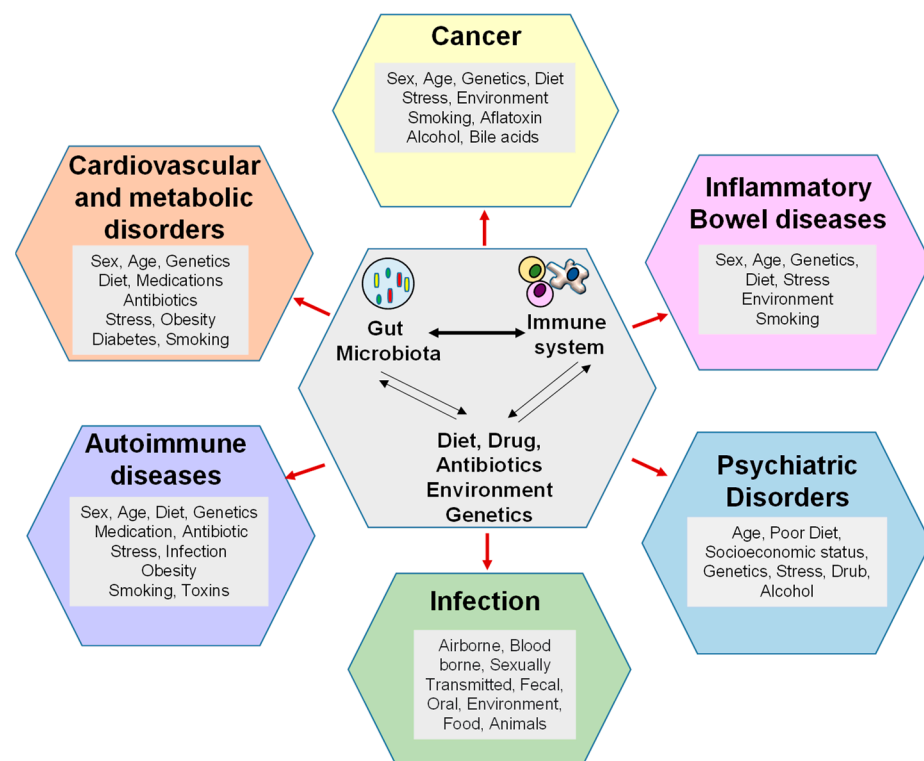 Cancer
Sex, Age, Genetics, Diet
Stress, Environment
Smoking, Aflatoxin
Alcohol, Bile acids
Cardiovascular
and metabolic
disorders
Sex, Age, Genetics
Diet, Medications
Antibiotics
Stress, Obesity
Diabetes, Smoking
Inflammatory
Bowel diseases
Sex, Age, Genetics,
Diet, Stress
Environment
Smoking
Gut
Microbiota
Immune
system
Diet, Drug,
Antibiotics
Environment
Genetics
Autoimmune
diseases
Sex, Age, Diet, Genetics
Medication, Antibiotic
Stress, Infection
Obesity
Smoking, Toxins
Psychiatric
Disorders
Age, Poor Diet,
Socioeconomic status,
Genetics, Stress, Drub,
Alcohol
Infection
Airborne, Blood
borne, Sexually
Transmitted, Fecal,
Oral, Environment,
Food, Animals